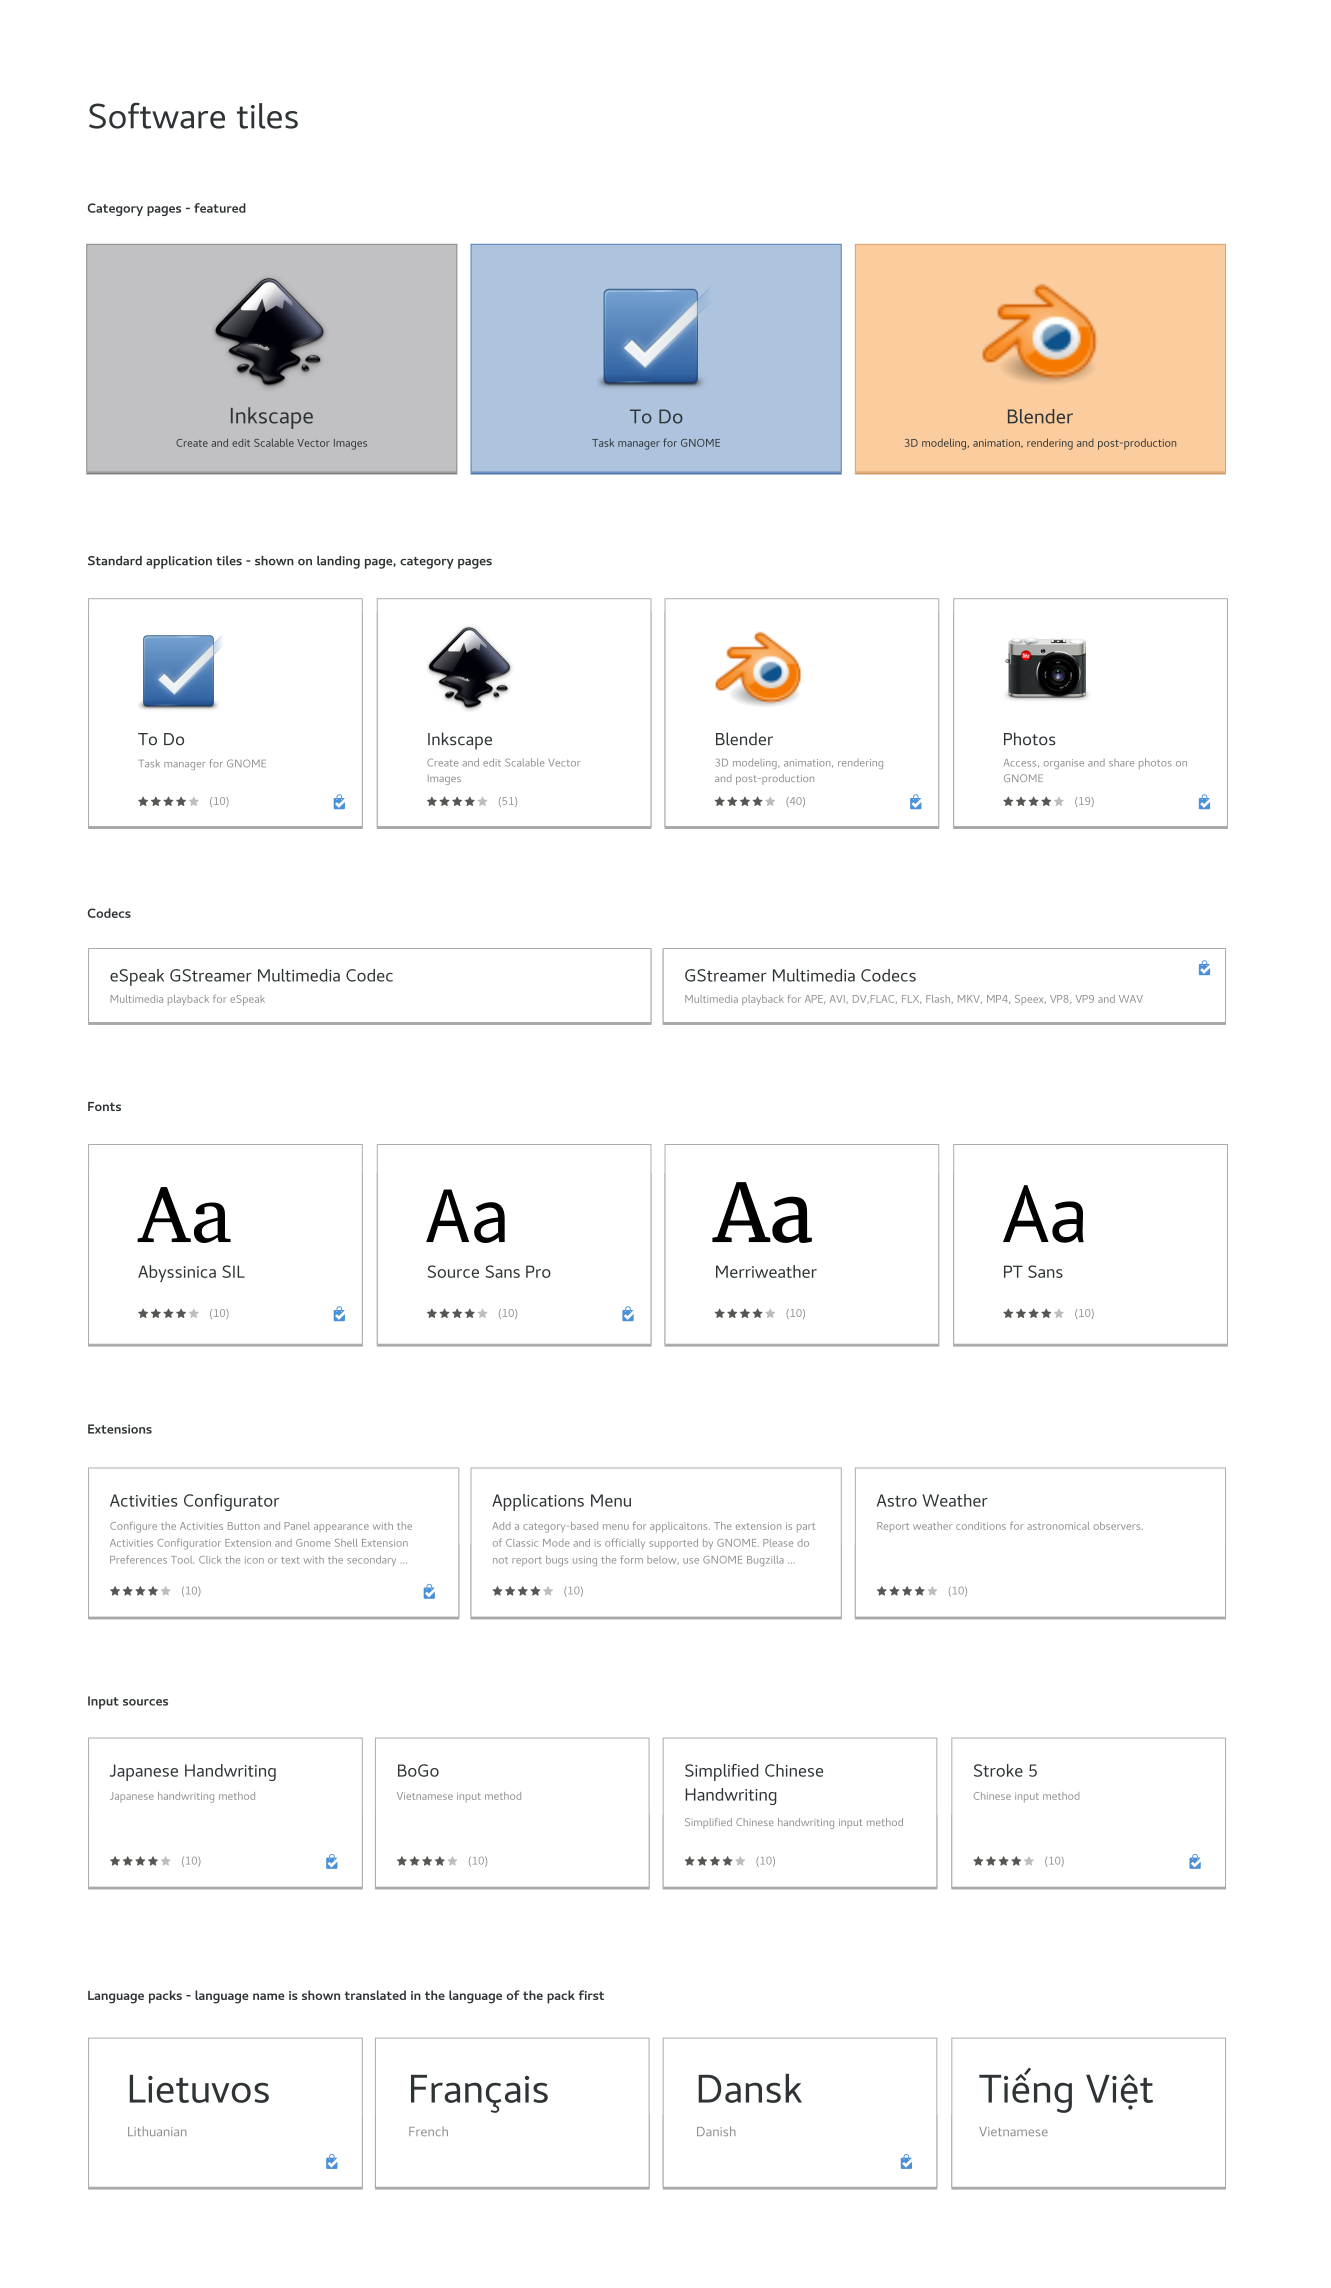 Software tiles
Category pages - featured
Inkscape
Create and edit Scalable Vector Images
To Do
Task manager for GNOME
Blender
3D modeling, animation, rendering and post-production
Standard application tiles - shown on landing page, category pages
To Do
Task manager for GNOME
(10)
Inkscape
Create and edit Scalable Vector
Images
(51)
Blender
3D modeling, animation, rendering
and post-production
(40)
Photos
Access, organise and share photos on
GNOME
(19)
Codecs
eSpeak GStreamer Multimedia Codec
Multimedia playback for eSpeak
GStreamer Multimedia Codecs
Multimedia playback for APE, AVI, DV,FLAC, FLX, Flash, MKV, MP4, Speex, VP8, VP9 and WAV
Fonts
Aa
Abyssinica SIL
(10)
Aa
Source Sans Pro
(10)
Aa
Merriweather
(10)
Aa
PT Sans
(10)
Extensions
Activities Configurator
Configure the Activities Button and Panel appearance with the
Activities Configuratior Extension and Gnome Shell Extension
Preferences Tool. Click the icon or text with the secondary ...
(10)
Applications Menu
Add a category-based menu for applicaitons. The extension is part
of Classic Mode and is officially supported by GNOME. Please do
not report bugs using the form below, use GNOME Bugzilla ...
(10)
Astro Weather
Report weather conditions for astronomical observers.
(10)
Input sources
Japanese Handwriting
Japanese handwriting method
(10)
BoGo
Vietnamese input method
(10)
Simplified Chinese
Handwriting
Simplified Chinese handwriting input method
(10)
Stroke 5
Chinese input method
(10)
Language packs - language name is shown translated in the language of the pack first
Lietuvos
Lithuanian
Français
French
Dansk
Danish
Tiếng Việt
Vietnamese